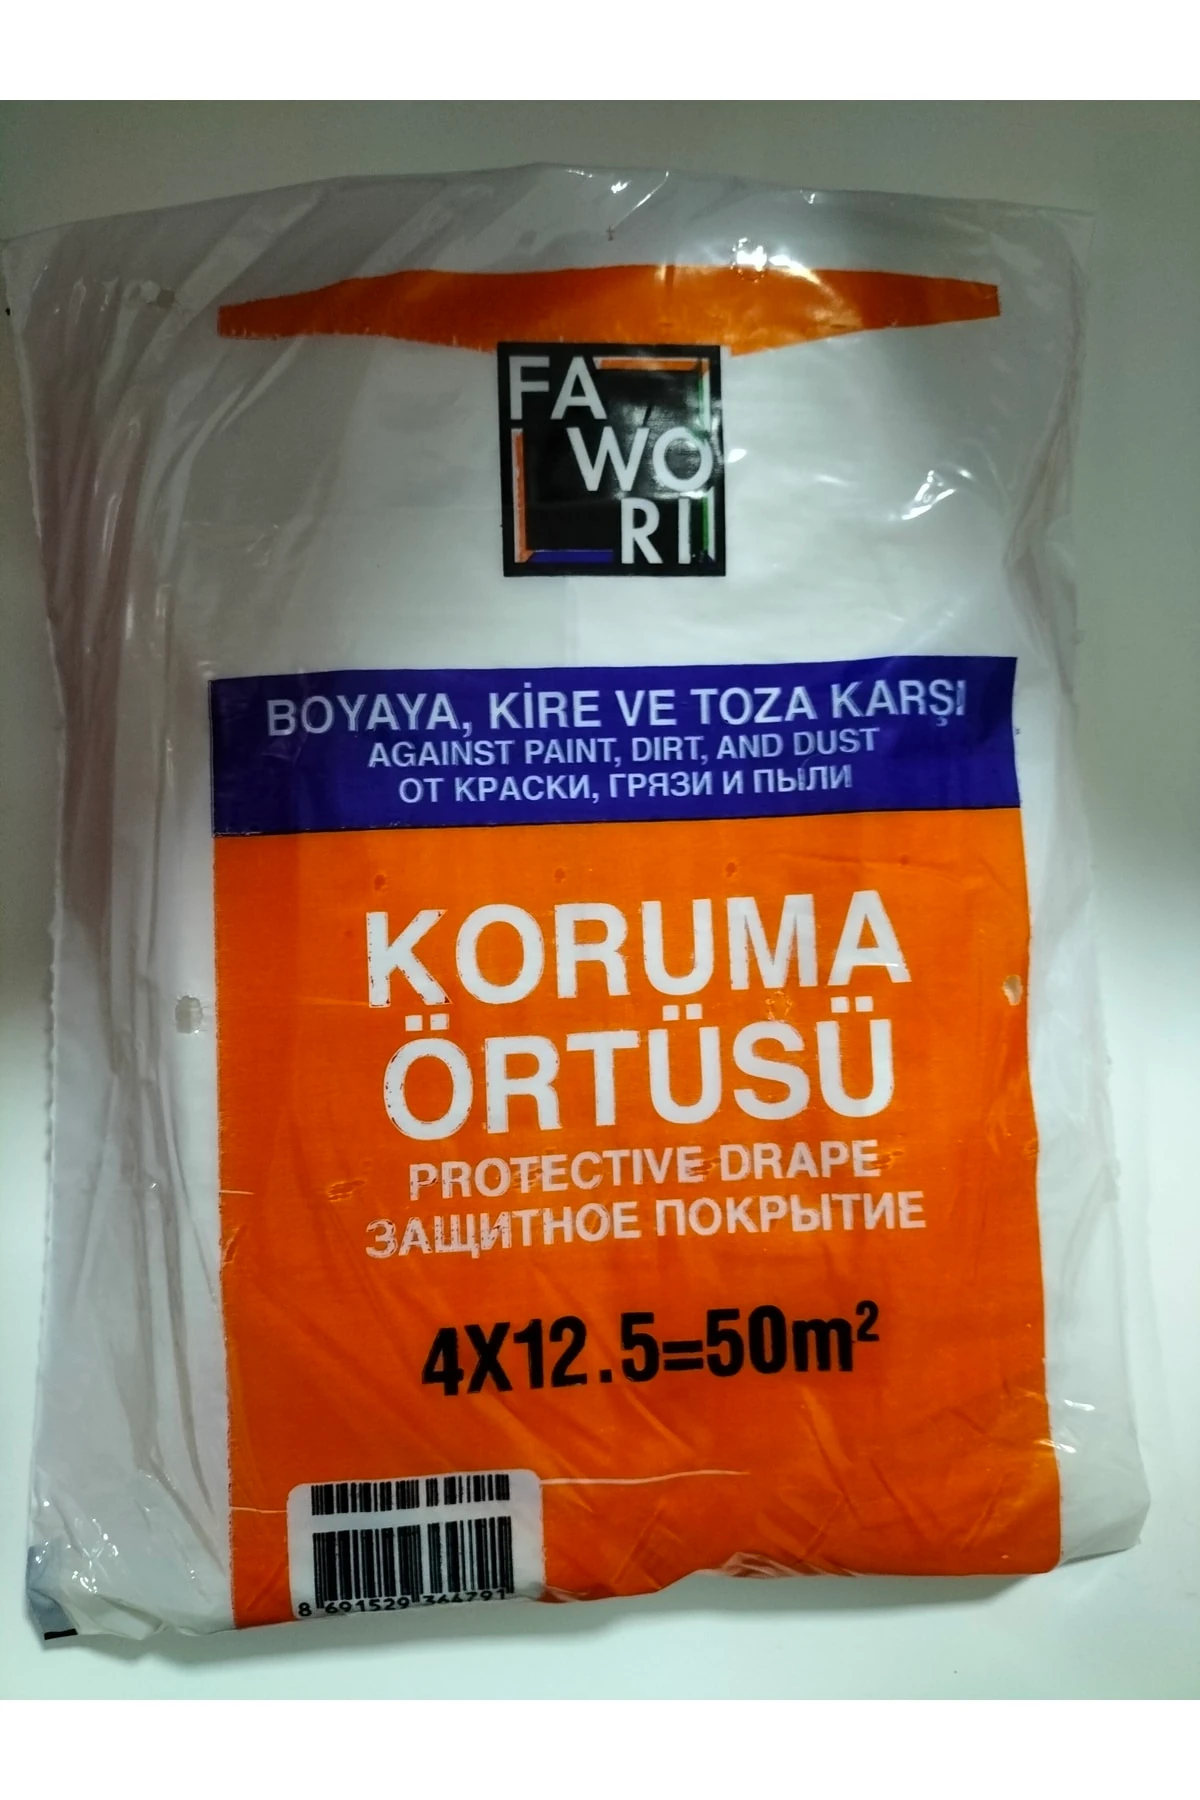 FA
WO
RI
BOYAYA, KİRE VE TOZA KARŞI
AGAINST PAINT, DIRT, AND DUST
ОТ КРАСКИ, ГРЯЗИ И ПЫЛИ
KORUMA
ÖRTÜSÜ
PROTECTIVE DRAPE
ЗАЩИТНОЕ ПОКРЫТИЕ
4X12.5=50m²
8 691529 364791